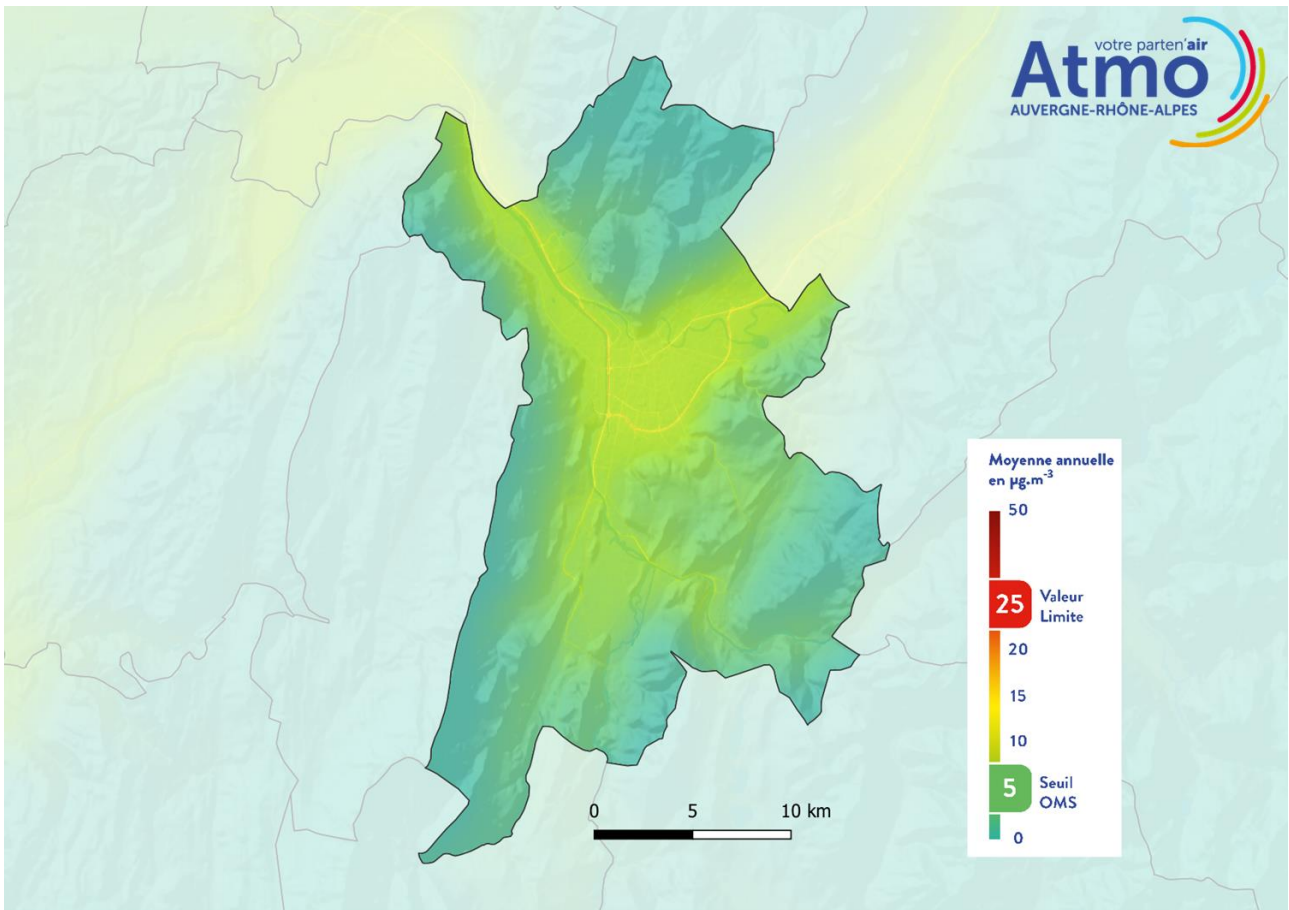 votre parten'air
Atmo
AUVERGNE-RHÔNE-ALPES
Moyenne annuelle
en µg.m⁻³
50
25 Valeur
Limite
20
15
10
5 Seuil
OMS
0
0 5 10 km